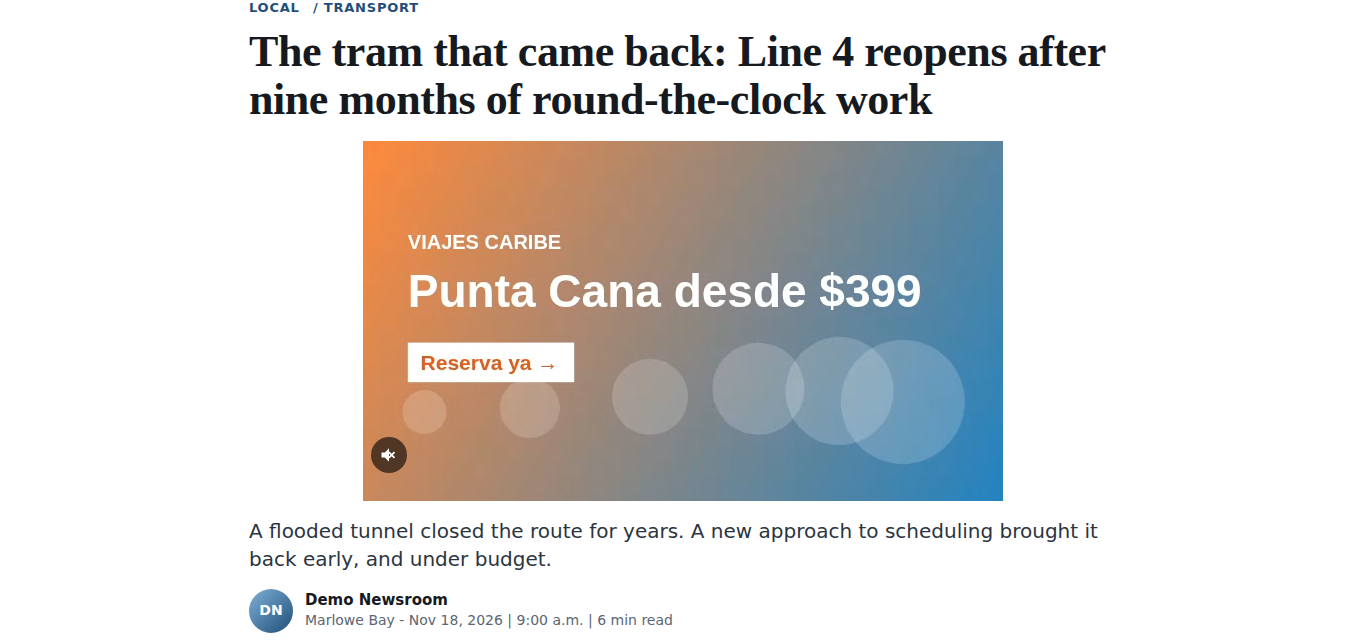 LOCAL / TRANSPORT
The tram that came back: Line 4 reopens after
nine months of round-the-clock work
VIAJES CARIBE
Punta Cana desde $399
Reserva ya →
A flooded tunnel closed the route for years. A new approach to scheduling brought it
back early, and under budget.
DN
Demo Newsroom
Marlowe Bay - Nov 18, 2026 | 9:00 a.m. | 6 min read